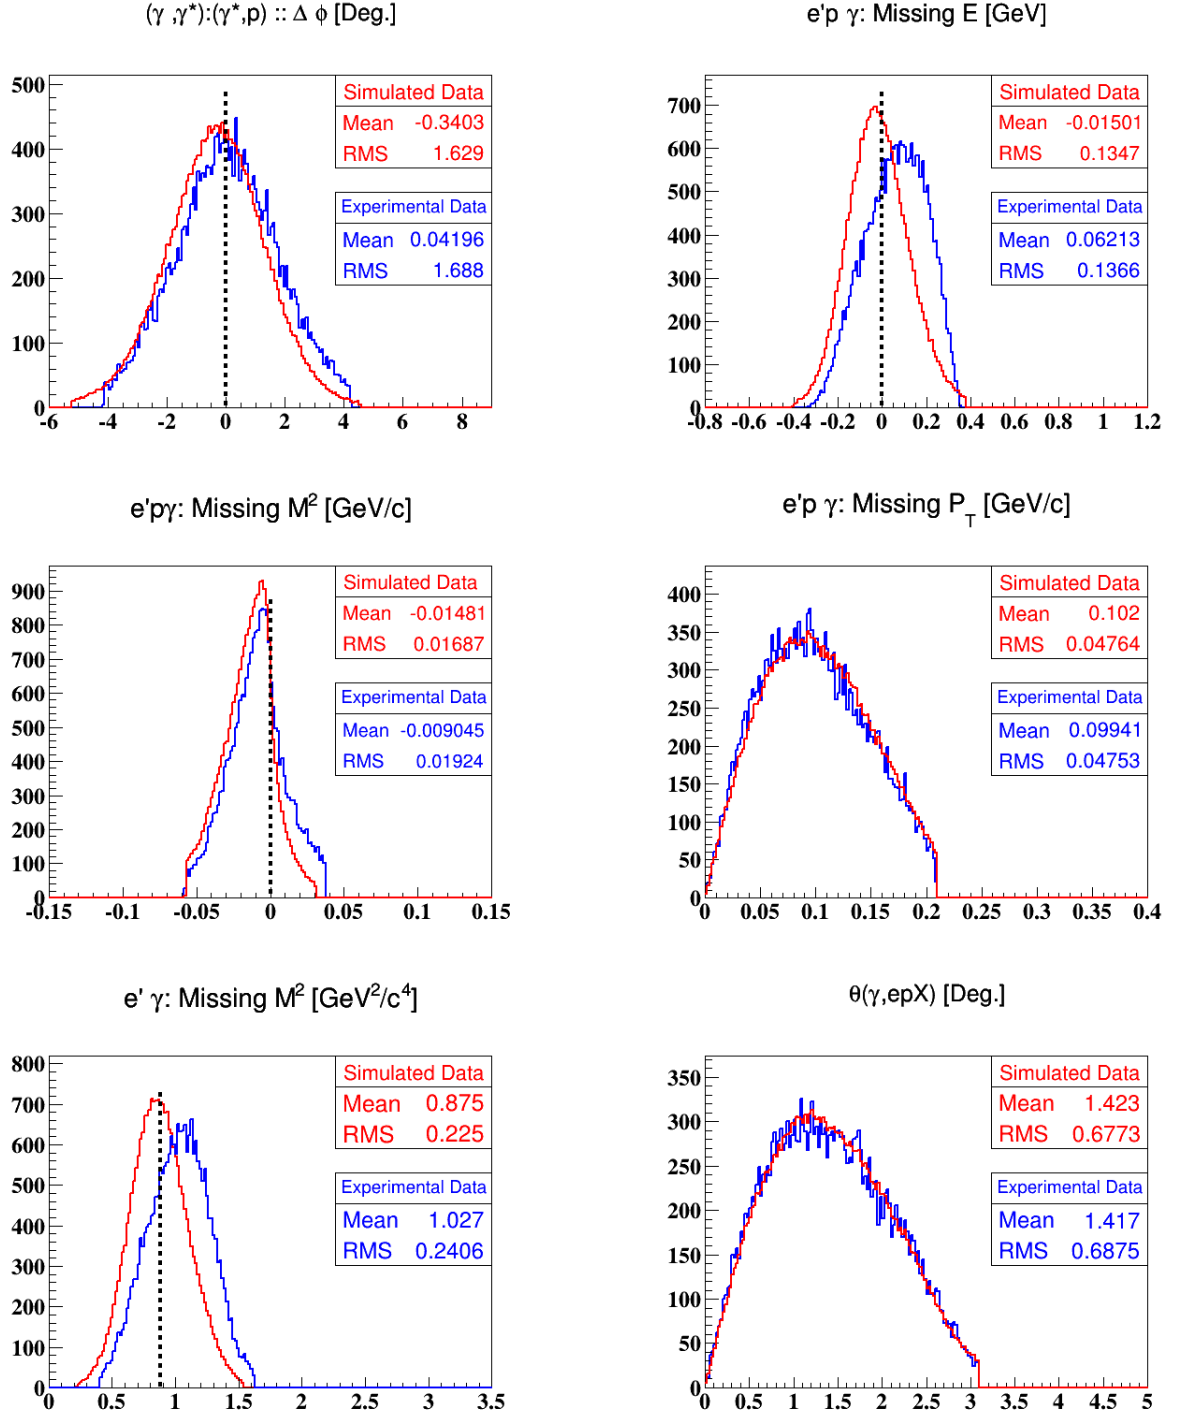 (γ ,γ*):(γ*,p) :: Δ ϕ [Deg.]
500
400
300
200
100
0
-6 -4 -2 0 2 4 6 8
Simulated Data
Mean -0.3403
RMS 1.629
Experimental Data
Mean 0.04196
RMS 1.688
e'p γ: Missing E [GeV]
700
600
500
400
300
200
100
0
-0.8 -0.6 -0.4 -0.2 0 0.2 0.4 0.6 0.8 1 1.2
Simulated Data
Mean -0.01501
RMS 0.1347
Experimental Data
Mean 0.06213
RMS 0.1366
e'pγ: Missing M² [GeV/c]
900
800
700
600
500
400
300
200
100
0
-0.15 -0.1 -0.05 0 0.05 0.1 0.15
Simulated Data
Mean -0.01481
RMS 0.01687
Experimental Data
Mean -0.009045
RMS 0.01924
e'p γ: Missing P_T [GeV/c]
400
350
300
250
200
150
100
50
0
0 0.05 0.1 0.15 0.2 0.25 0.3 0.35 0.4
Simulated Data
Mean 0.102
RMS 0.04764
Experimental Data
Mean 0.09941
RMS 0.04753
e' γ: Missing M² [GeV²/c⁴]
800
700
600
500
400
300
200
100
0
0 0.5 1 1.5 2 2.5 3 3.5
Simulated Data
Mean 0.875
RMS 0.225
Experimental Data
Mean 1.027
RMS 0.2406
θ(γ,epX) [Deg.]
350
300
250
200
150
100
50
0
0 0.5 1 1.5 2 2.5 3 3.5 4 4.5 5
Simulated Data
Mean 1.423
RMS 0.6773
Experimental Data
Mean 1.417
RMS 0.6875